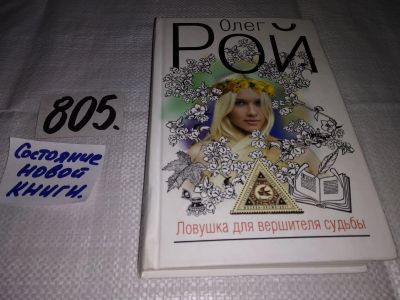 Олег
Рой
805.
Состояние
новой
книги.
Ловушка для вершителя судьбы